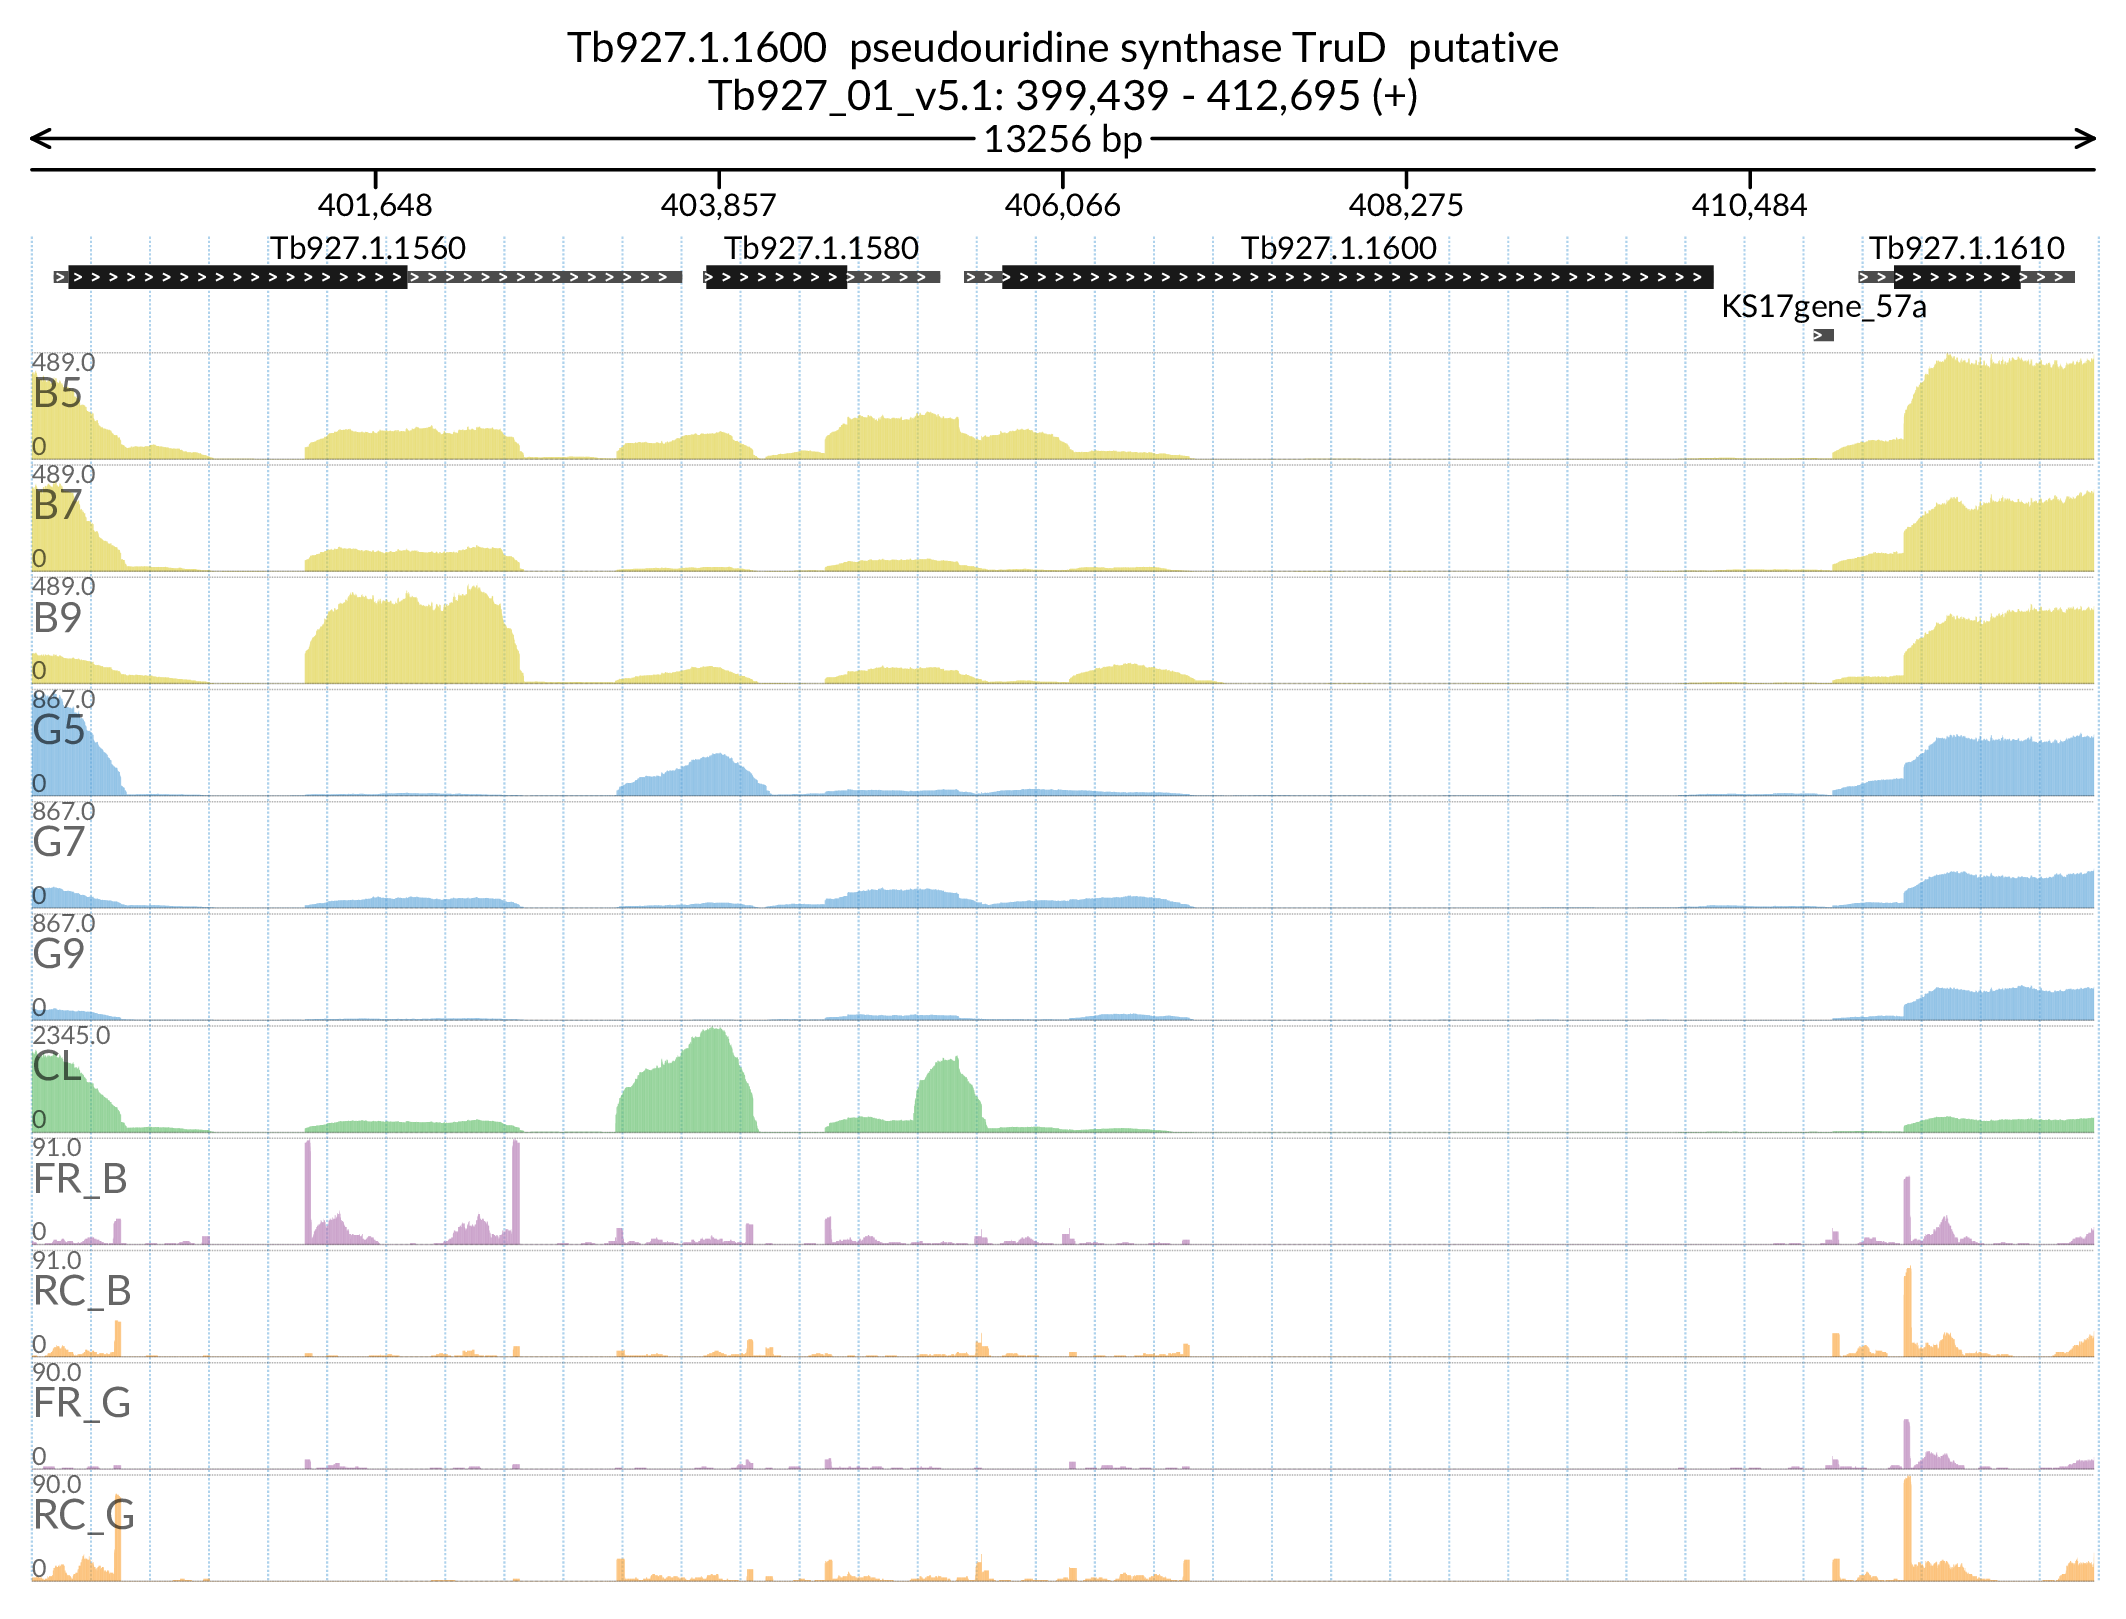 Tb927.1.1600 pseudouridine synthase TruD putative
Tb927_01_v5.1: 399,439 - 412,695 (+)
13256 bp
401,648 403,857 406,066 408,275 410,484
Tb927.1.1560 Tb927.1.1580 Tb927.1.1600 Tb927.1.1610
KS17gene_57a
489.0
B5
0
489.0
B7
0
489.0
B9
0
867.0
G5
0
867.0
G7
0
867.0
G9
0
2345.0
CL
0
91.0
FR_B
0
91.0
RC_B
0
90.0
FR_G
0
90.0
RC_G
0